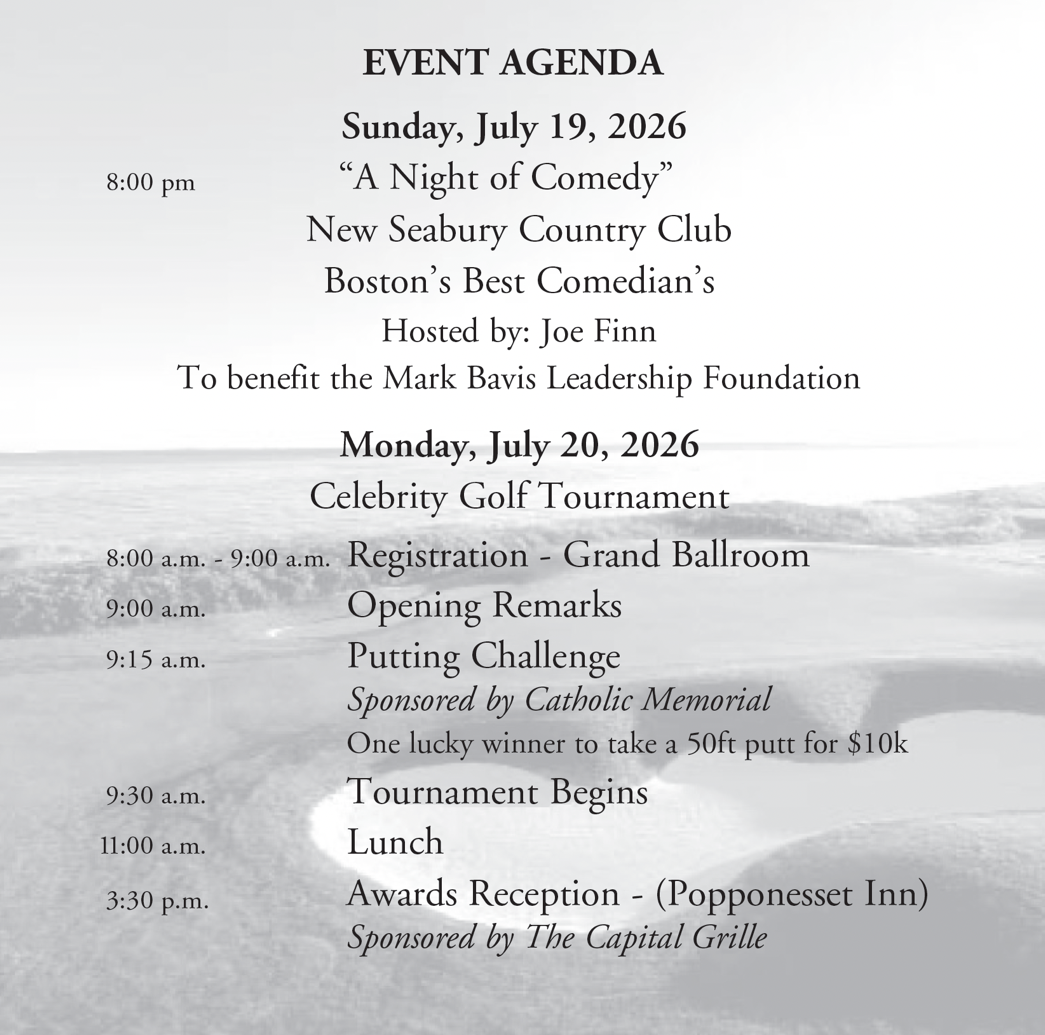 EVENT AGENDA
Sunday, July 19, 2026
8:00 pm “A Night of Comedy”
New Seabury Country Club
Boston’s Best Comedian’s
Hosted by: Joe Finn
To benefit the Mark Bavis Leadership Foundation
Monday, July 20, 2026
Celebrity Golf Tournament
8:00 a.m. - 9:00 a.m. Registration - Grand Ballroom
9:00 a.m. Opening Remarks
9:15 a.m. Putting Challenge
Sponsored by Catholic Memorial
One lucky winner to take a 50ft putt for $10k
9:30 a.m. Tournament Begins
11:00 a.m. Lunch
3:30 p.m. Awards Reception - (Popponesset Inn)
Sponsored by The Capital Grille